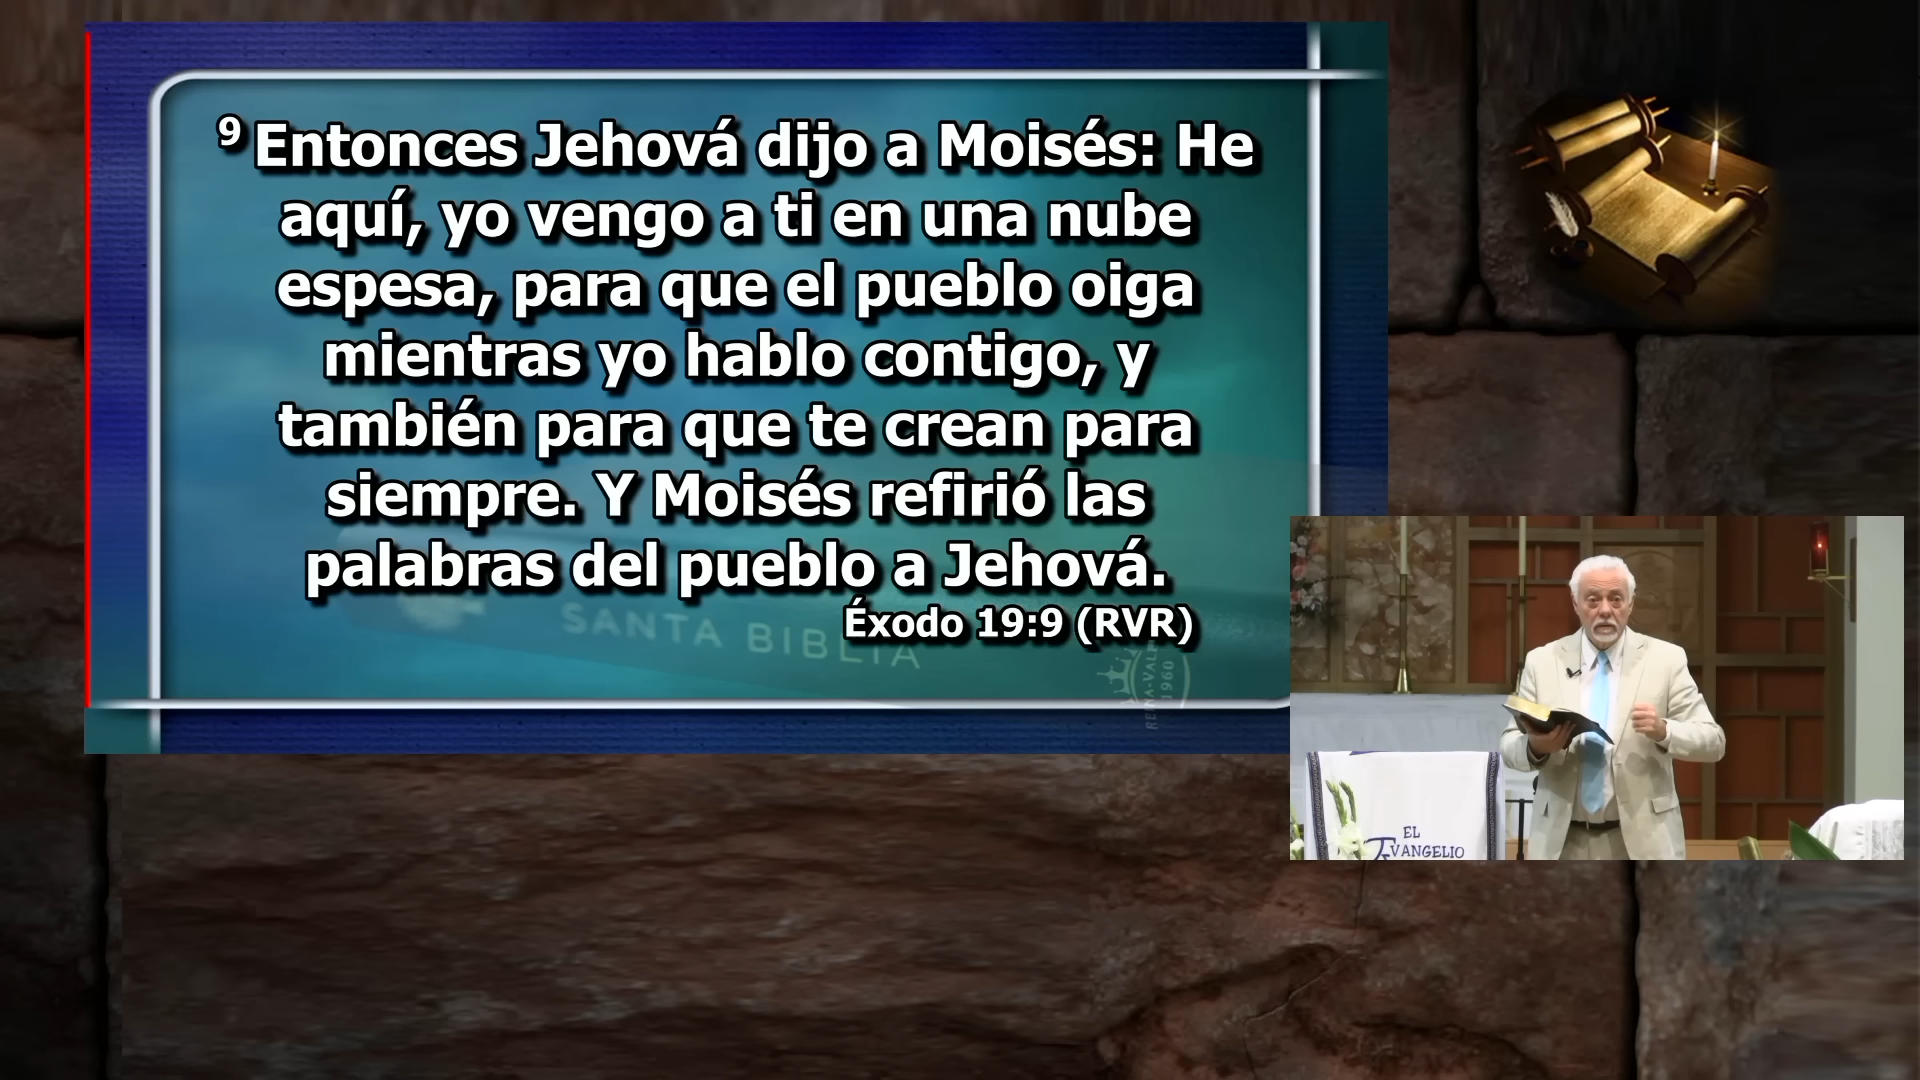 9 Entonces Jehová dijo a Moisés: He
aquí, yo vengo a ti en una nube
espesa, para que el pueblo oiga
mientras yo hablo contigo, y
también para que te crean para
siempre. Y Moisés refirió las
palabras del pueblo a Jehová.
Éxodo 19:9 (RVR)
SANTA BIBLIA
1960
EL
EVANGELIO